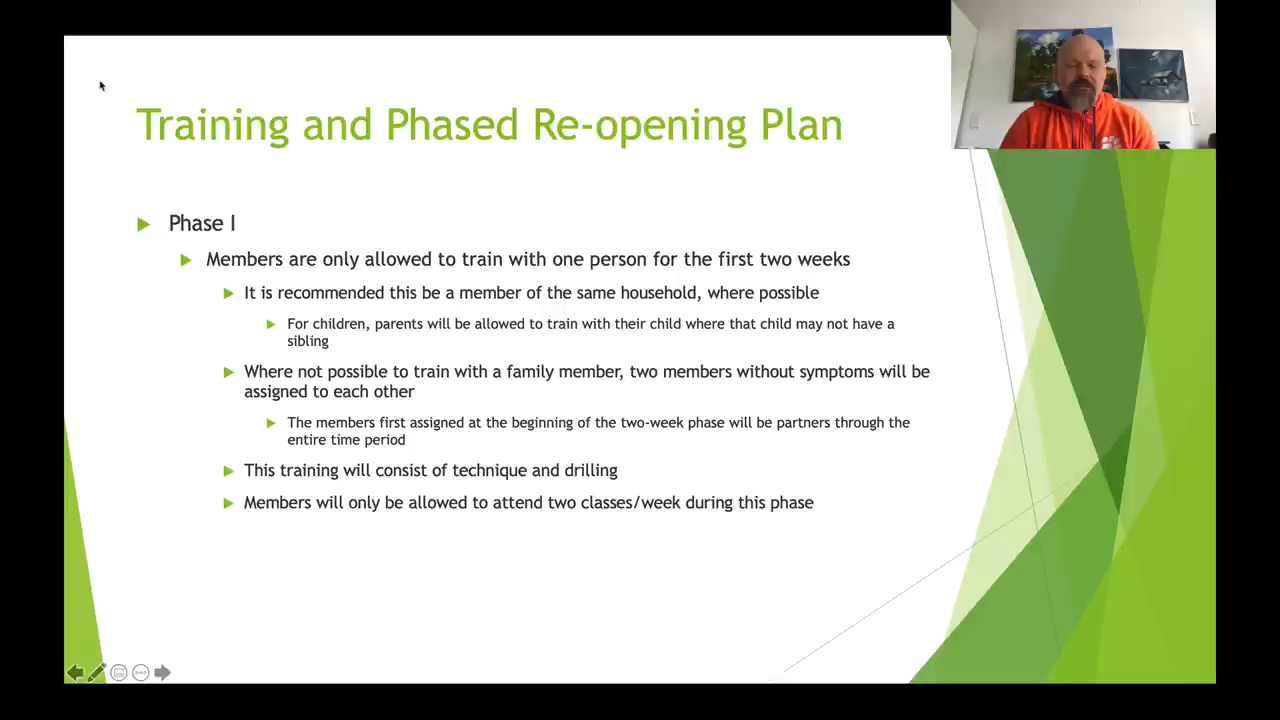 Training and Phased Re-opening Plan
Phase I
Members are only allowed to train with one person for the first two weeks
It is recommended this be a member of the same household, where possible
For children, parents will be allowed to train with their child where that child may not have a
sibling
Where not possible to train with a family member, two members without symptoms will be
assigned to each other
The members first assigned at the beginning of the two-week phase will be partners through the
entire time period
This training will consist of technique and drilling
Members will only be allowed to attend two classes/week during this phase